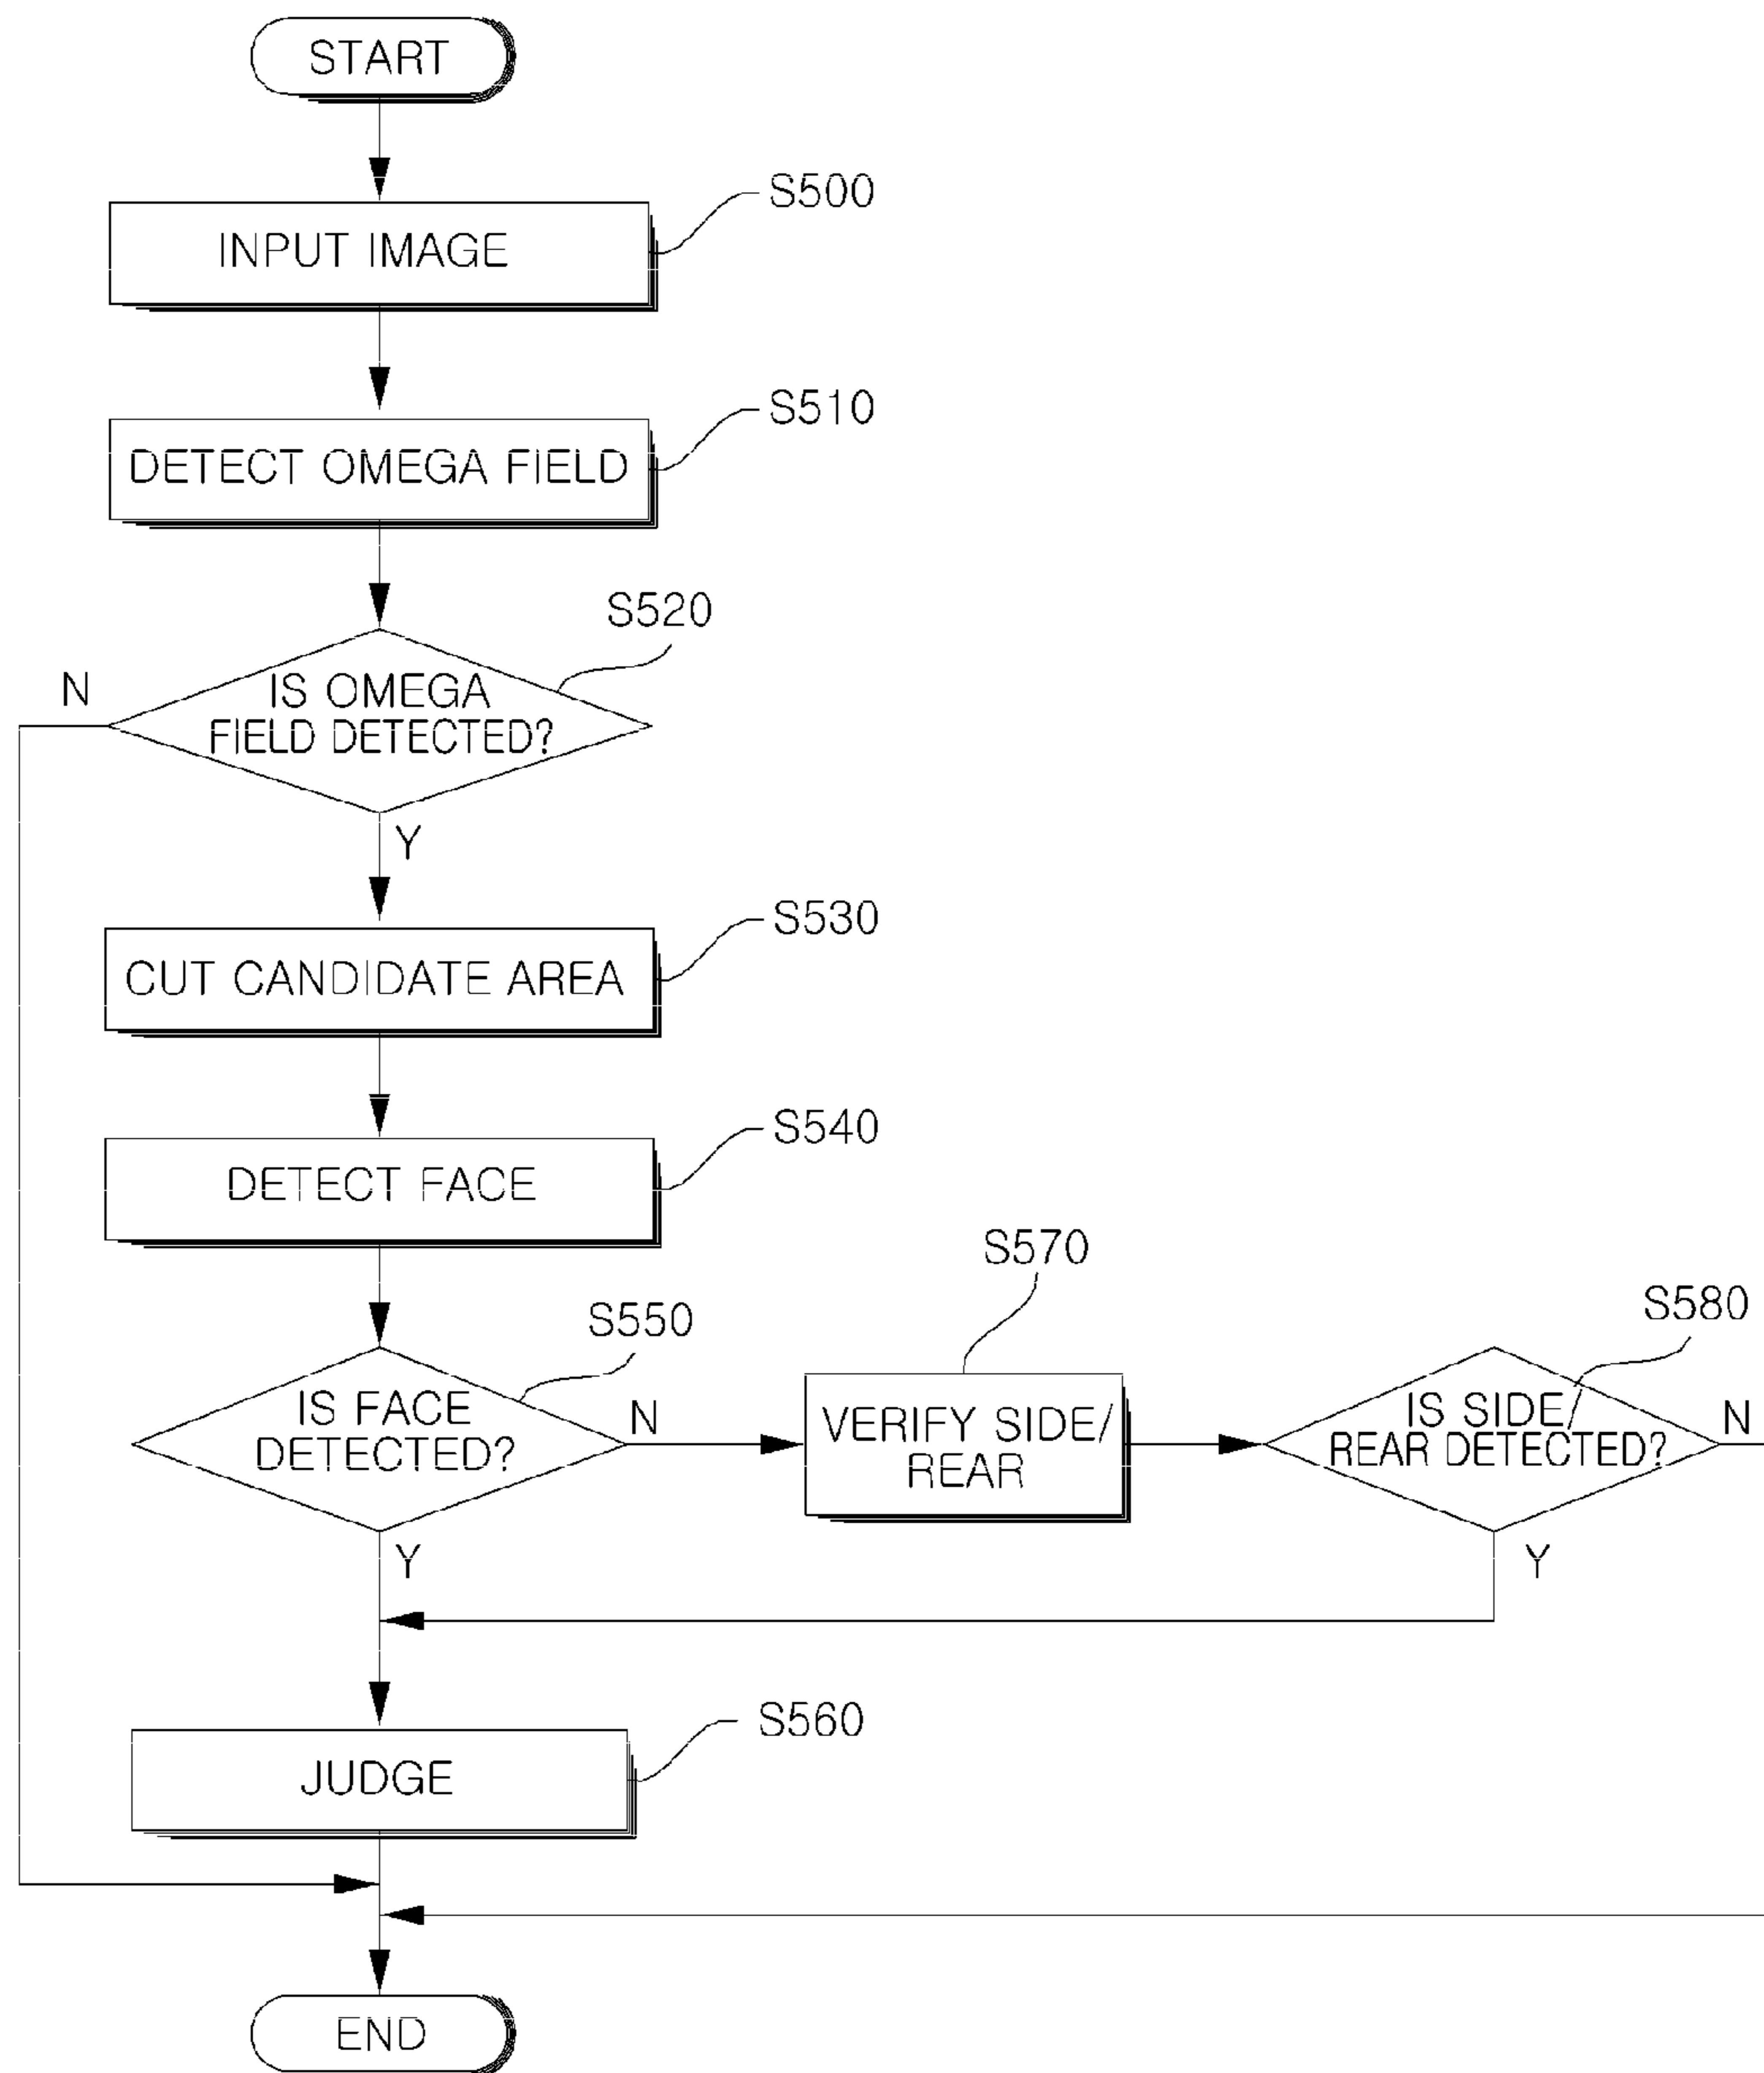 START
S500
INPUT IMAGE
S510
DETECT OMEGA FIELD
S520
N
IS OMEGA
FIELD DETECTED?
Y
S530
CUT CANDIDATE AREA
S540
DETECT FACE
S550
IS FACE
DETECTED?
N
S570
VERIFY SIDE/
REAR
S580
IS SIDE
REAR DETECTED?
N
Y
Y
S560
JUDGE
END